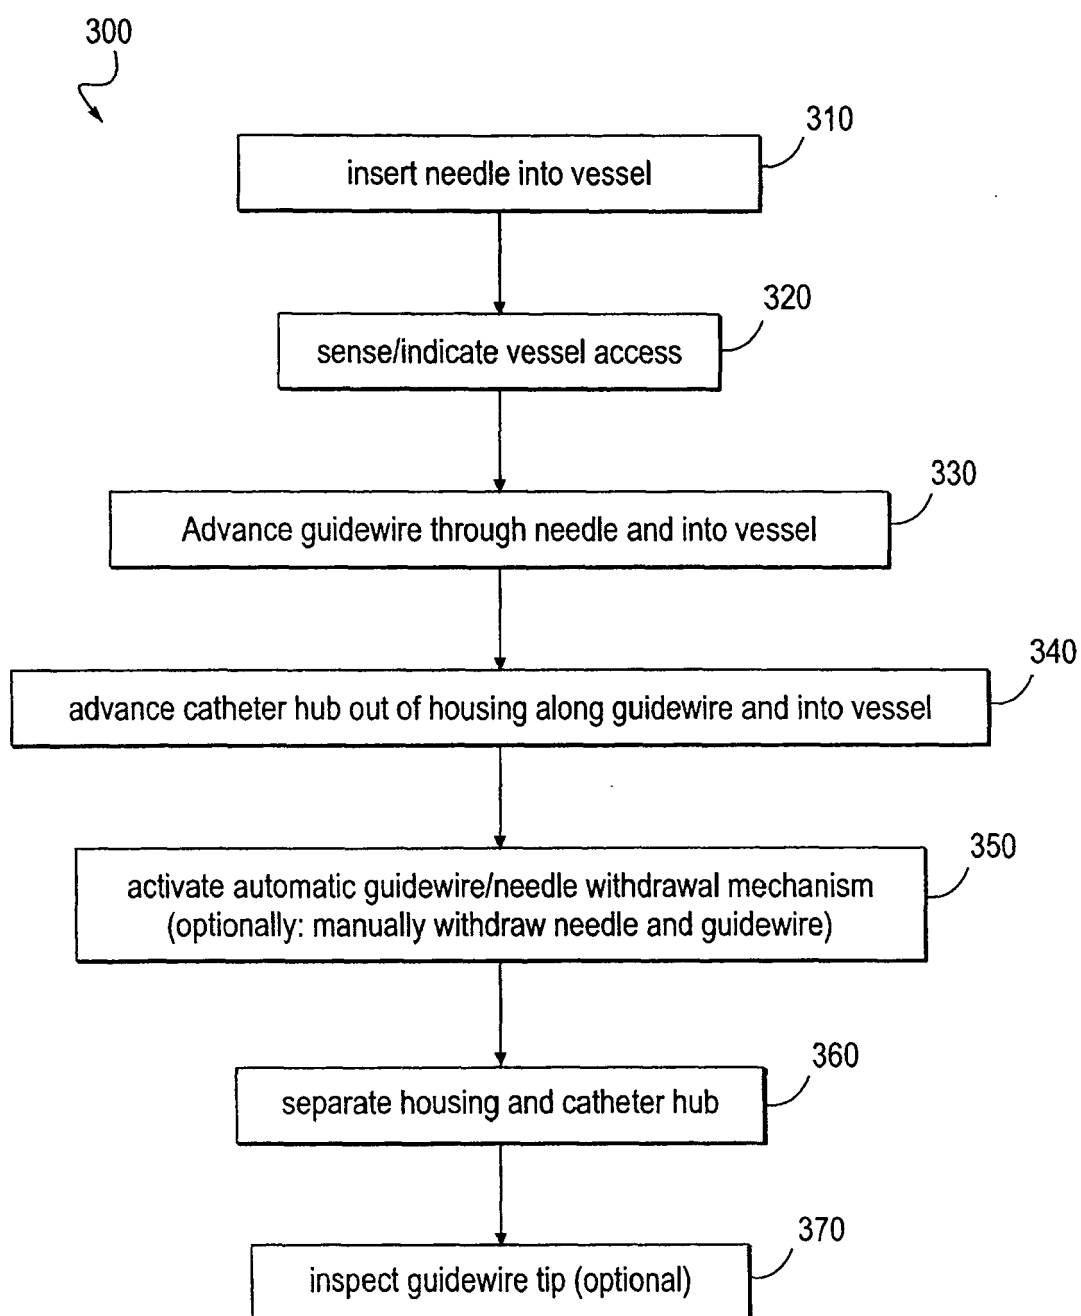 300
310
insert needle into vessel
320
sense/indicate vessel access
330
Advance guidewire through needle and into vessel
340
advance catheter hub out of housing along guidewire and into vessel
350
activate automatic guidewire/needle withdrawal mechanism
(optionally: manually withdraw needle and guidewire)
360
separate housing and catheter hub
370
inspect guidewire tip (optional)